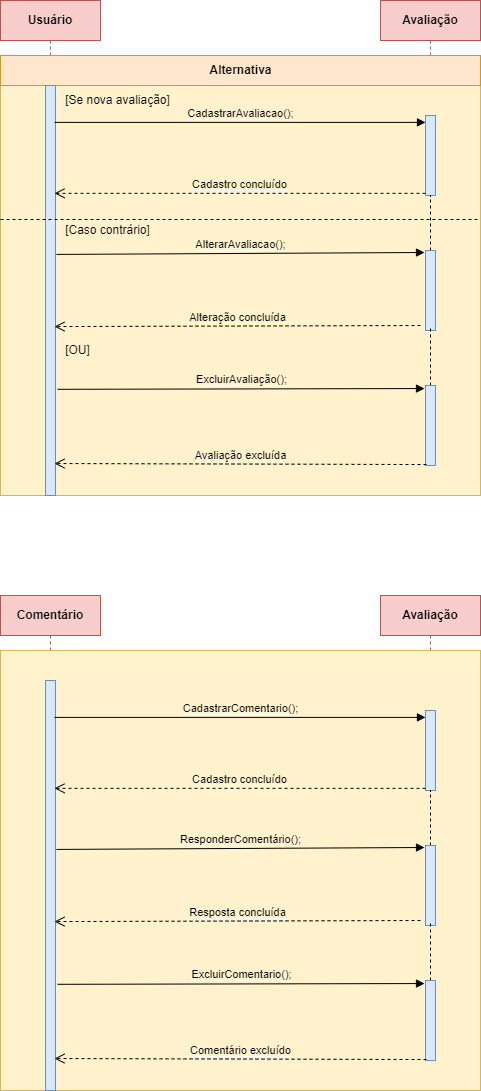 Usuário
Avaliação
Alternativa
[Se nova avaliação]
CadastrarAvaliacao();
Cadastro concluído
[Caso contrário]
AlterarAvaliacao();
Alteração concluída
[OU]
ExcluirAvaliação();
Avaliação excluída
Comentário
Avaliação
CadastrarComentario();
Cadastro concluído
ResponderComentário();
Resposta concluída
ExcluirComentario();
Comentário excluído